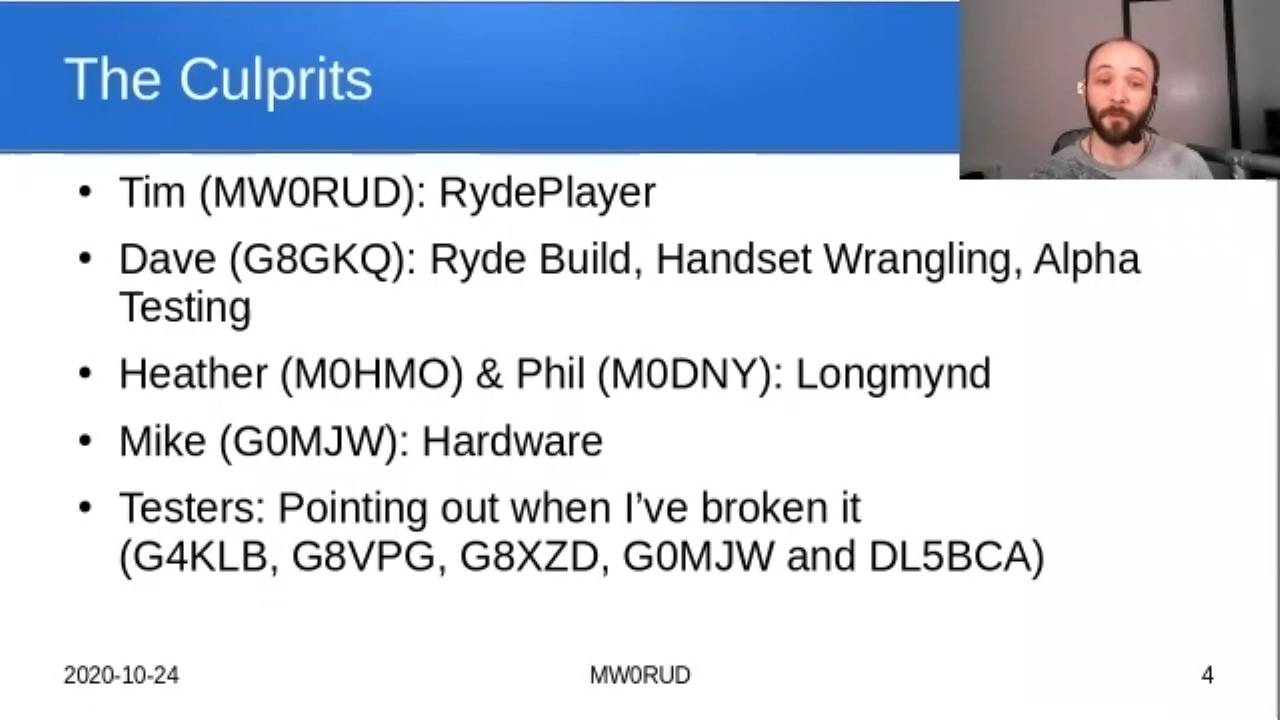 The Culprits
• Tim (MW0RUD): RydePlayer
• Dave (G8GKQ): Ryde Build, Handset Wrangling, Alpha
Testing
• Heather (M0HMO) & Phil (M0DNY): Longmynd
• Mike (G0MJW): Hardware
• Testers: Pointing out when I’ve broken it
(G4KLB, G8VPG, G8XZD, G0MJW and DL5BCA)
2020-10-24
MW0RUD
4